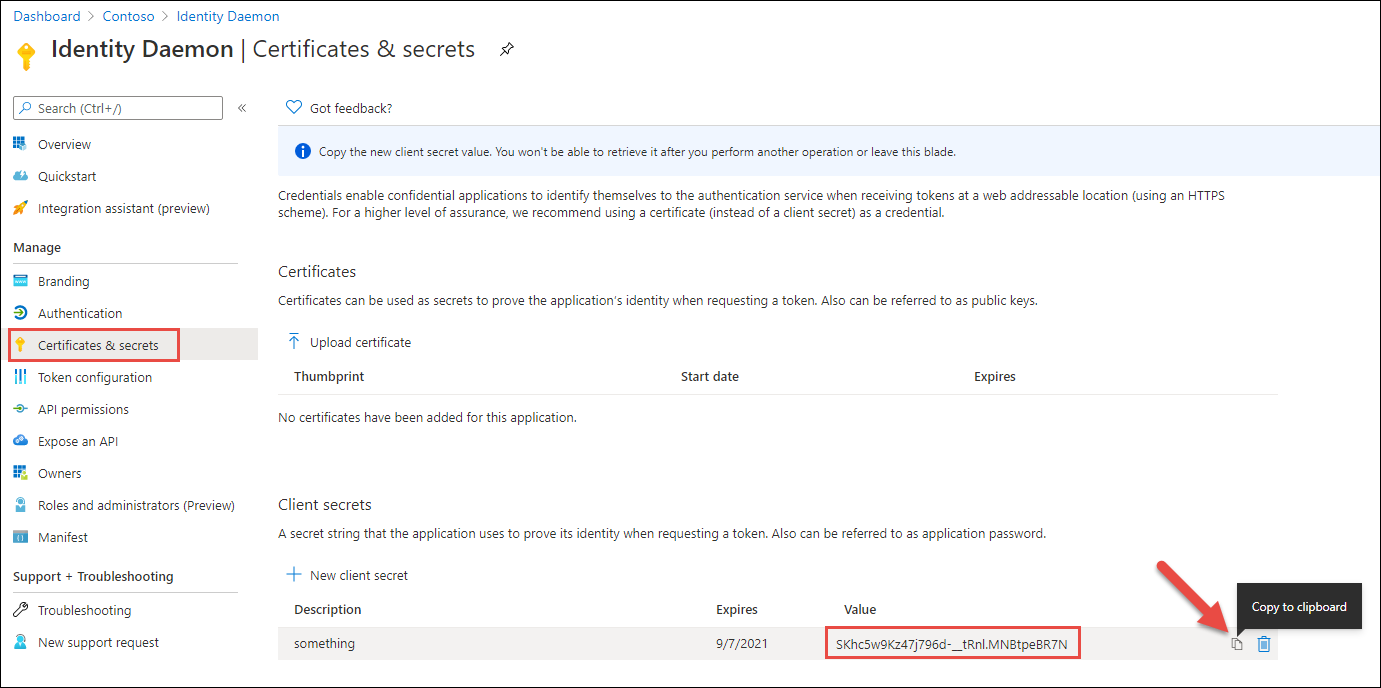 Dashboard > Contoso > Identity Daemon
Identity Daemon | Certificates & secrets
Search (Ctrl+/)
«
Overview
Quickstart
Integration assistant (preview)
Manage
Branding
Authentication
Certificates & secrets
Token configuration
API permissions
Expose an API
Owners
Roles and administrators (Preview)
Manifest
Support + Troubleshooting
Troubleshooting
New support request
Got feedback?
Copy the new client secret value. You won't be able to retrieve it after you perform another operation or leave this blade.
Credentials enable confidential applications to identify themselves to the authentication service when receiving tokens at a web addressable location (using an HTTPS
scheme). For a higher level of assurance, we recommend using a certificate (instead of a client secret) as a credential.
Certificates
Certificates can be used as secrets to prove the application's identity when requesting a token. Also can be referred to as public keys.
Upload certificate
Thumbprint Start date Expires
No certificates have been added for this application.
Client secrets
A secret string that the application uses to prove its identity when requesting a token. Also can be referred to as application password.
New client secret
Copy to clipboard
Description Expires Value
something 9/7/2021 SKhc5w9Kz47j796d-__tRnl.MNBtpeBR7N